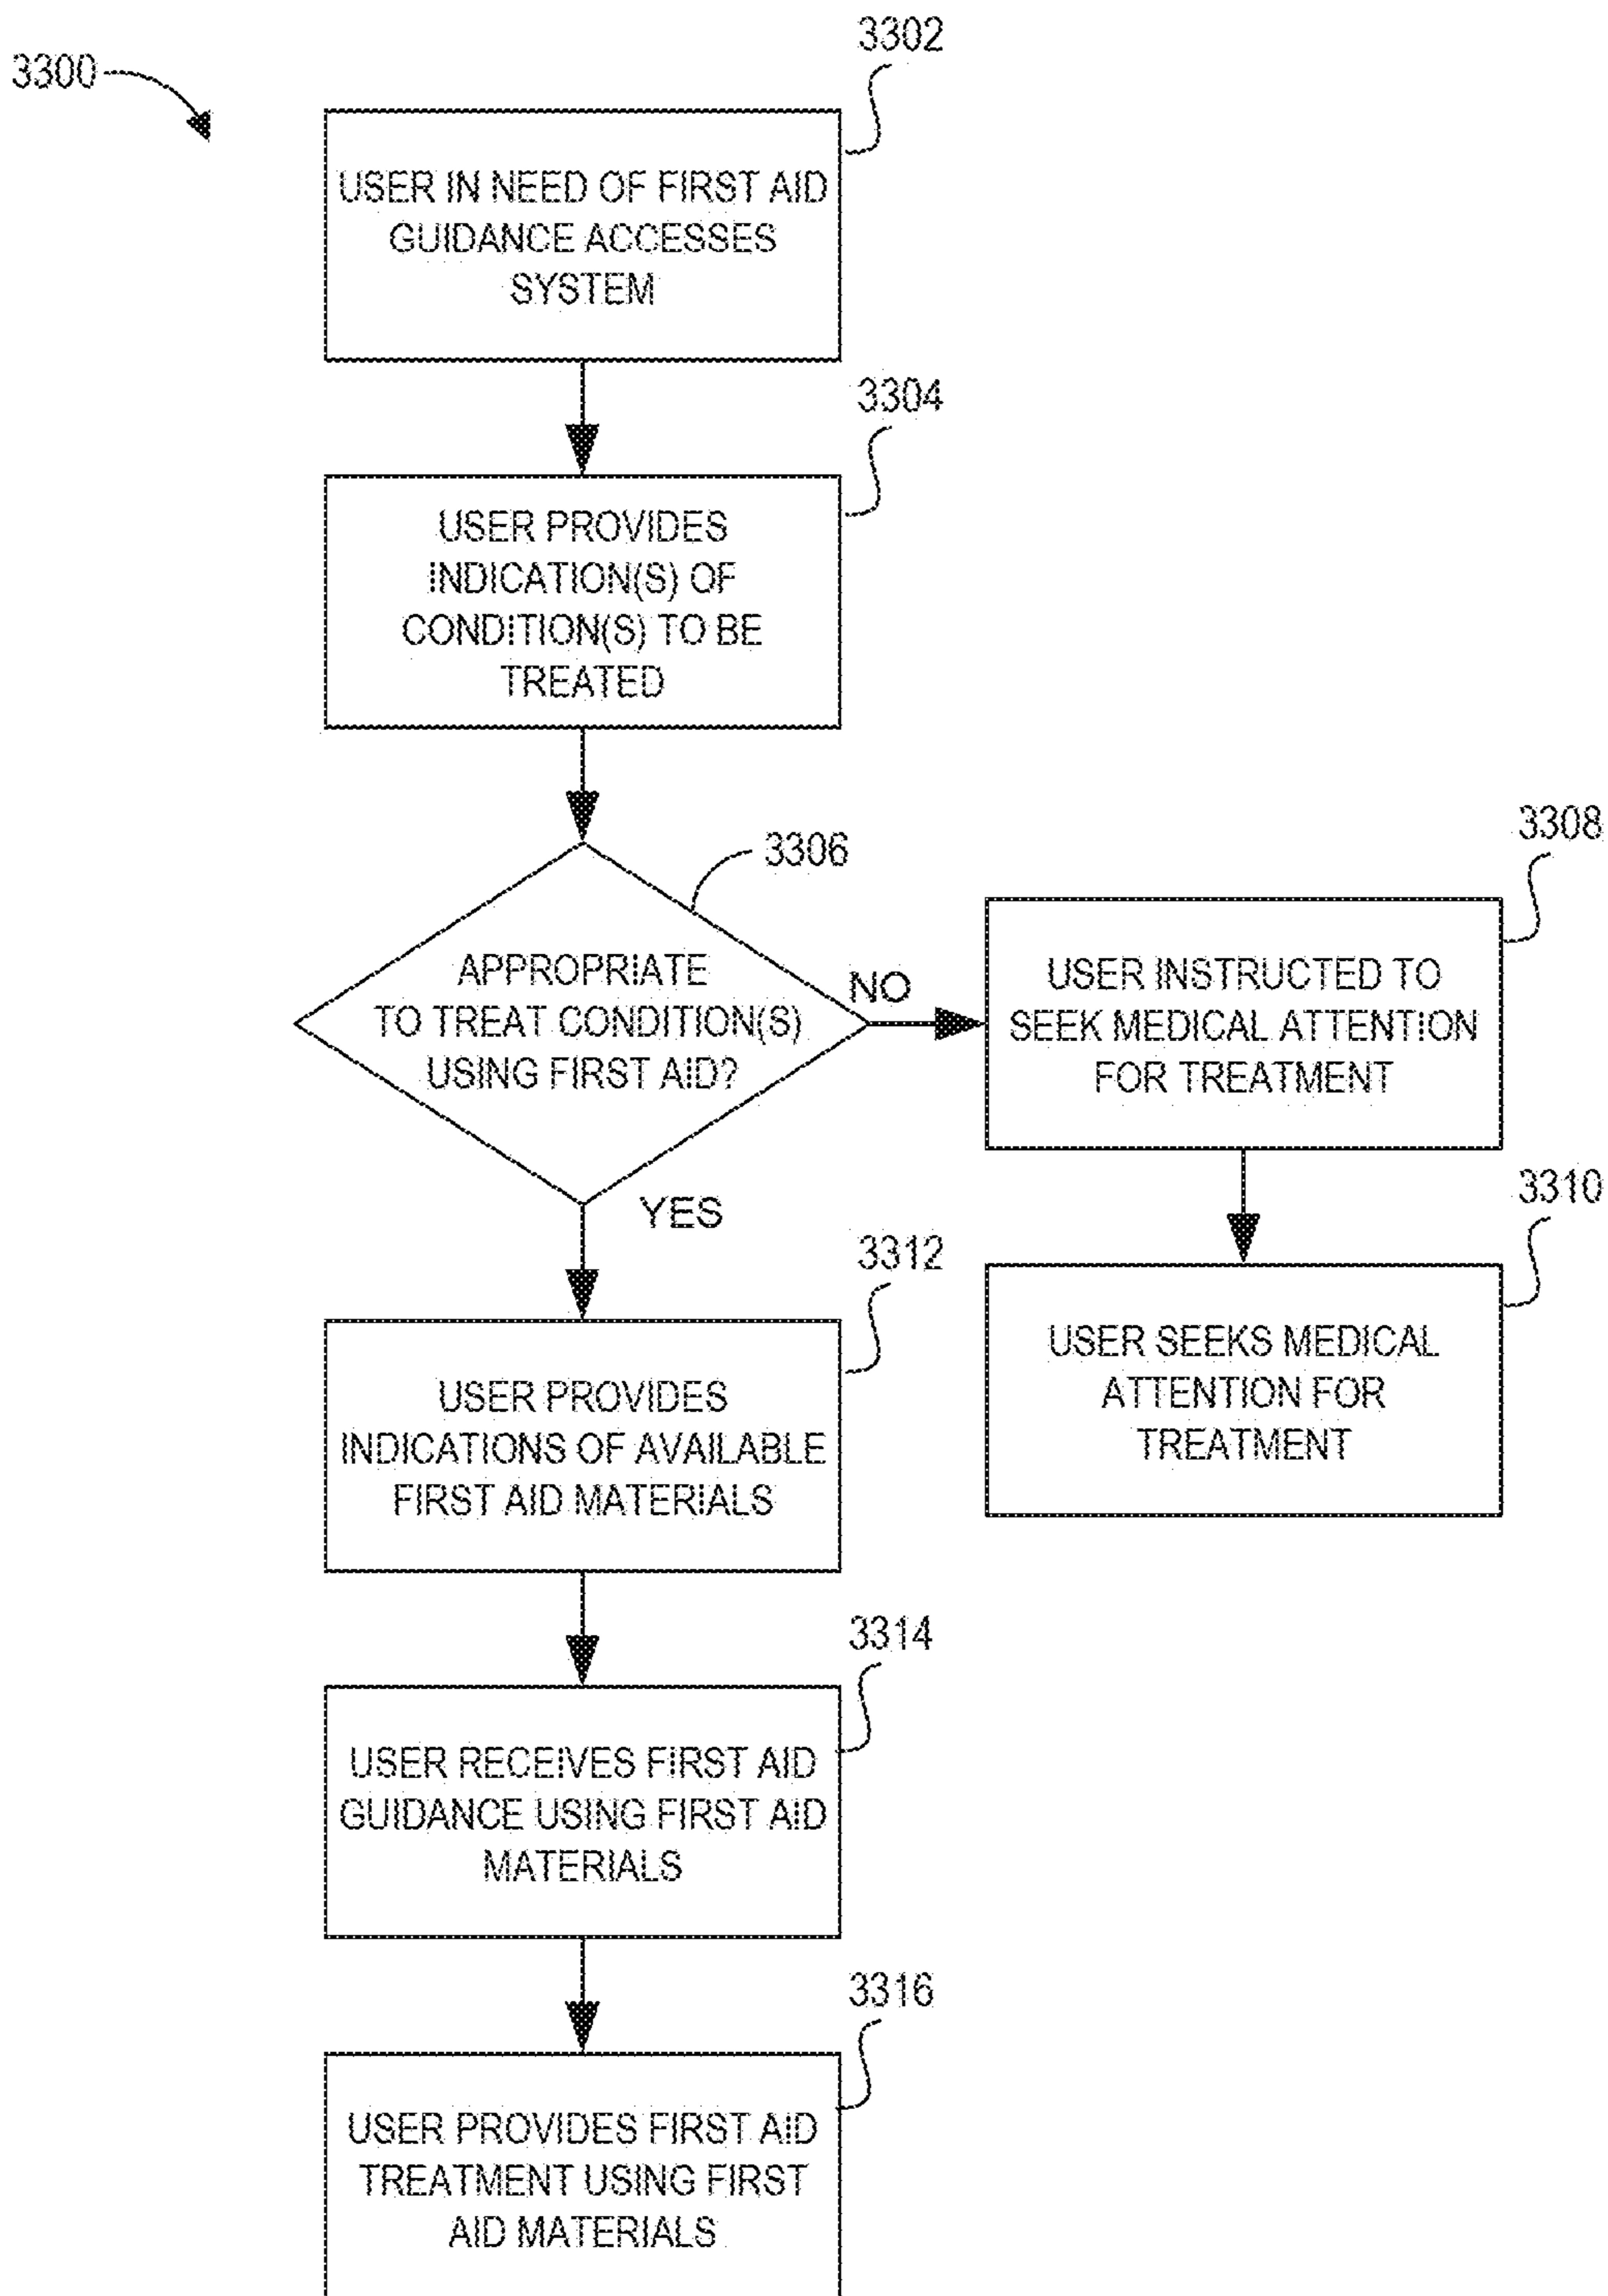 3300
3302
USER IN NEED OF FIRST AID
GUIDANCE ACCESSES
SYSTEM
3304
USER PROVIDES
INDICATION(S) OF
CONDITION(S) TO BE
TREATED
3306
APPROPRIATE
TO TREAT CONDITION(S)
USING FIRST AID?
NO
3308
USER INSTRUCTED TO
SEEK MEDICAL ATTENTION
FOR TREATMENT
3310
USER SEEKS MEDICAL
ATTENTION FOR
TREATMENT
YES
3312
USER PROVIDES
INDICATIONS OF AVAILABLE
FIRST AID MATERIALS
3314
USER RECEIVES FIRST AID
GUIDANCE USING FIRST AID
MATERIALS
3316
USER PROVIDES FIRST AID
TREATMENT USING FIRST
AID MATERIALS